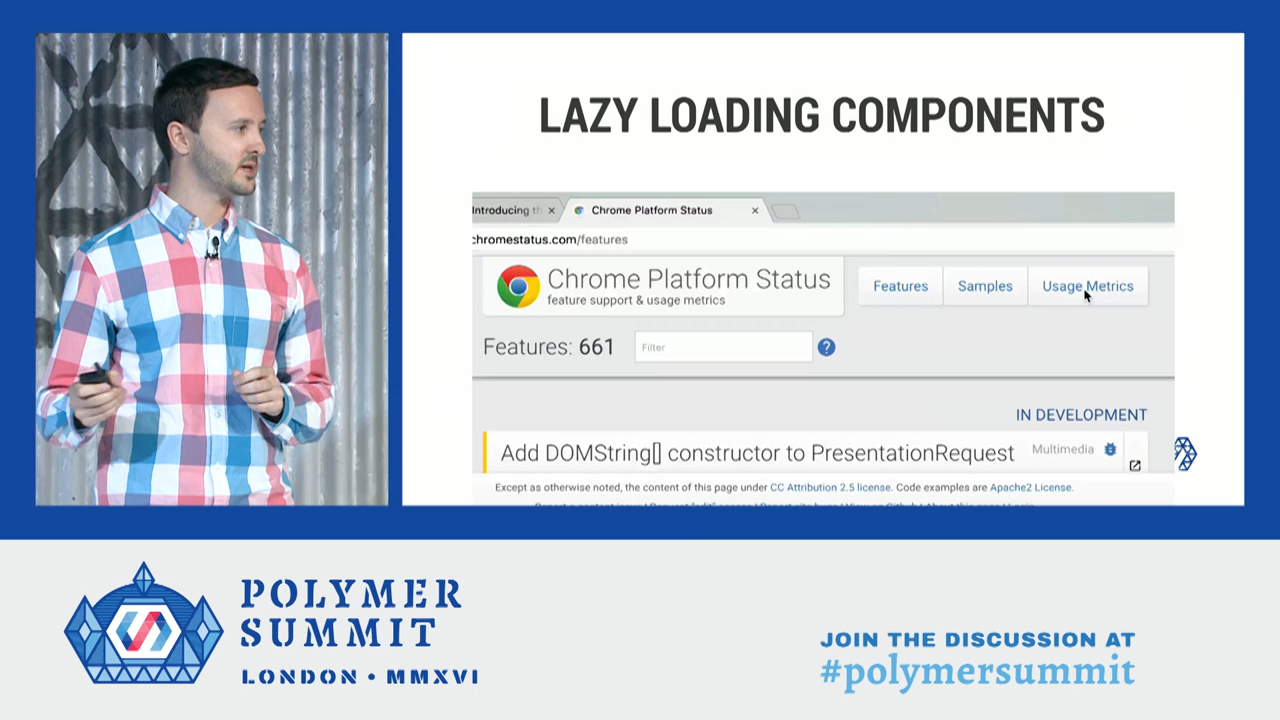 LAZY LOADING COMPONENTS
Introducing th
Chrome Platform Status
chromestatus.com/features
Chrome Platform Status
feature support & usage metrics
Features
Samples
Usage Metrics
Features: 661
Filter
?
IN DEVELOPMENT
Add DOMString[] constructor to PresentationRequest
Multimedia
Except as otherwise noted, the content of this page under CC Attribution 2.5 license. Code examples are Apache2 License.
POLYMER
SUMMIT
LONDON • MMXVI
JOIN THE DISCUSSION AT
#polymersummit